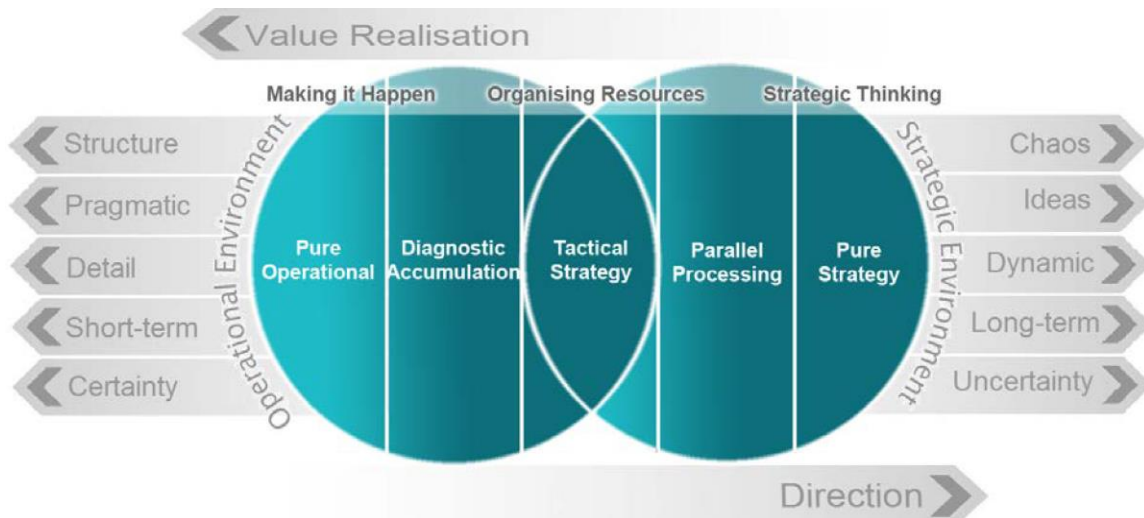 Value Realisation
Making it Happen
Organising Resources
Strategic Thinking
Operational Environment
Structure
Pragmatic
Detail
Short-term
Certainty
Pure
Operational
Diagnostic
Accumulation
Tactical
Strategy
Parallel
Processing
Pure
Strategy
Strategic Environment
Chaos
Ideas
Dynamic
Long-term
Uncertainty
Direction